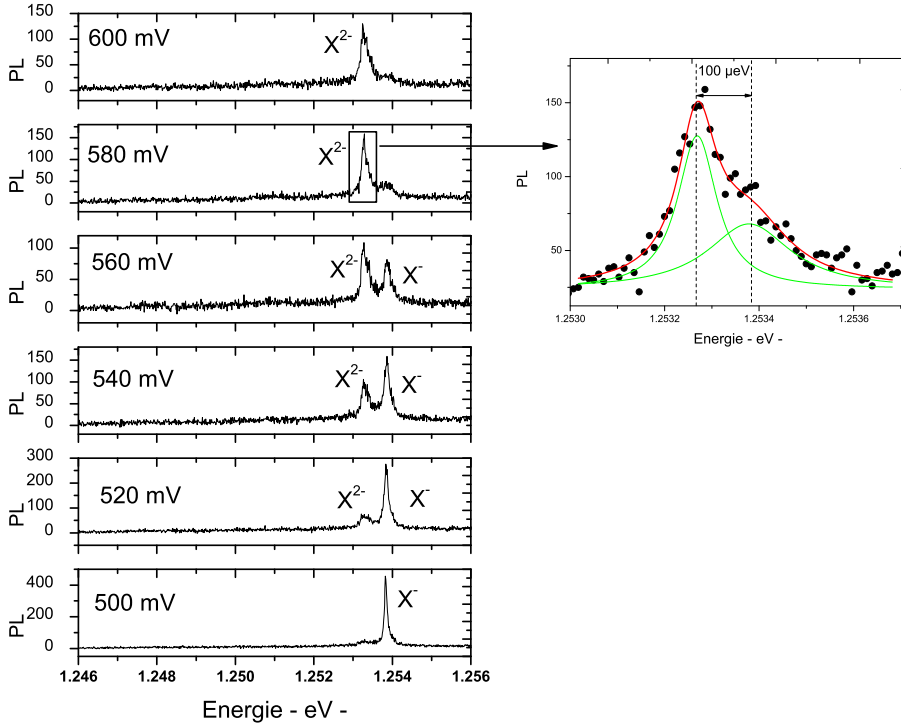 150
100
50
0
PL
600 mV
X2-
150
100
50
0
PL
580 mV
X2-
100
50
0
PL
560 mV
X2-
X-
150
100
50
0
PL
540 mV
X2-
X-
300
200
100
0
PL
520 mV
X2-
X-
400
200
0
PL
500 mV
X-
1.246
1.248
1.250
1.252
1.253
1.254
1.256
Energie - eV -
100 µeV
150
100
50
PL
1.2530
1.2532
1.2534
1.2536
Energie - eV -